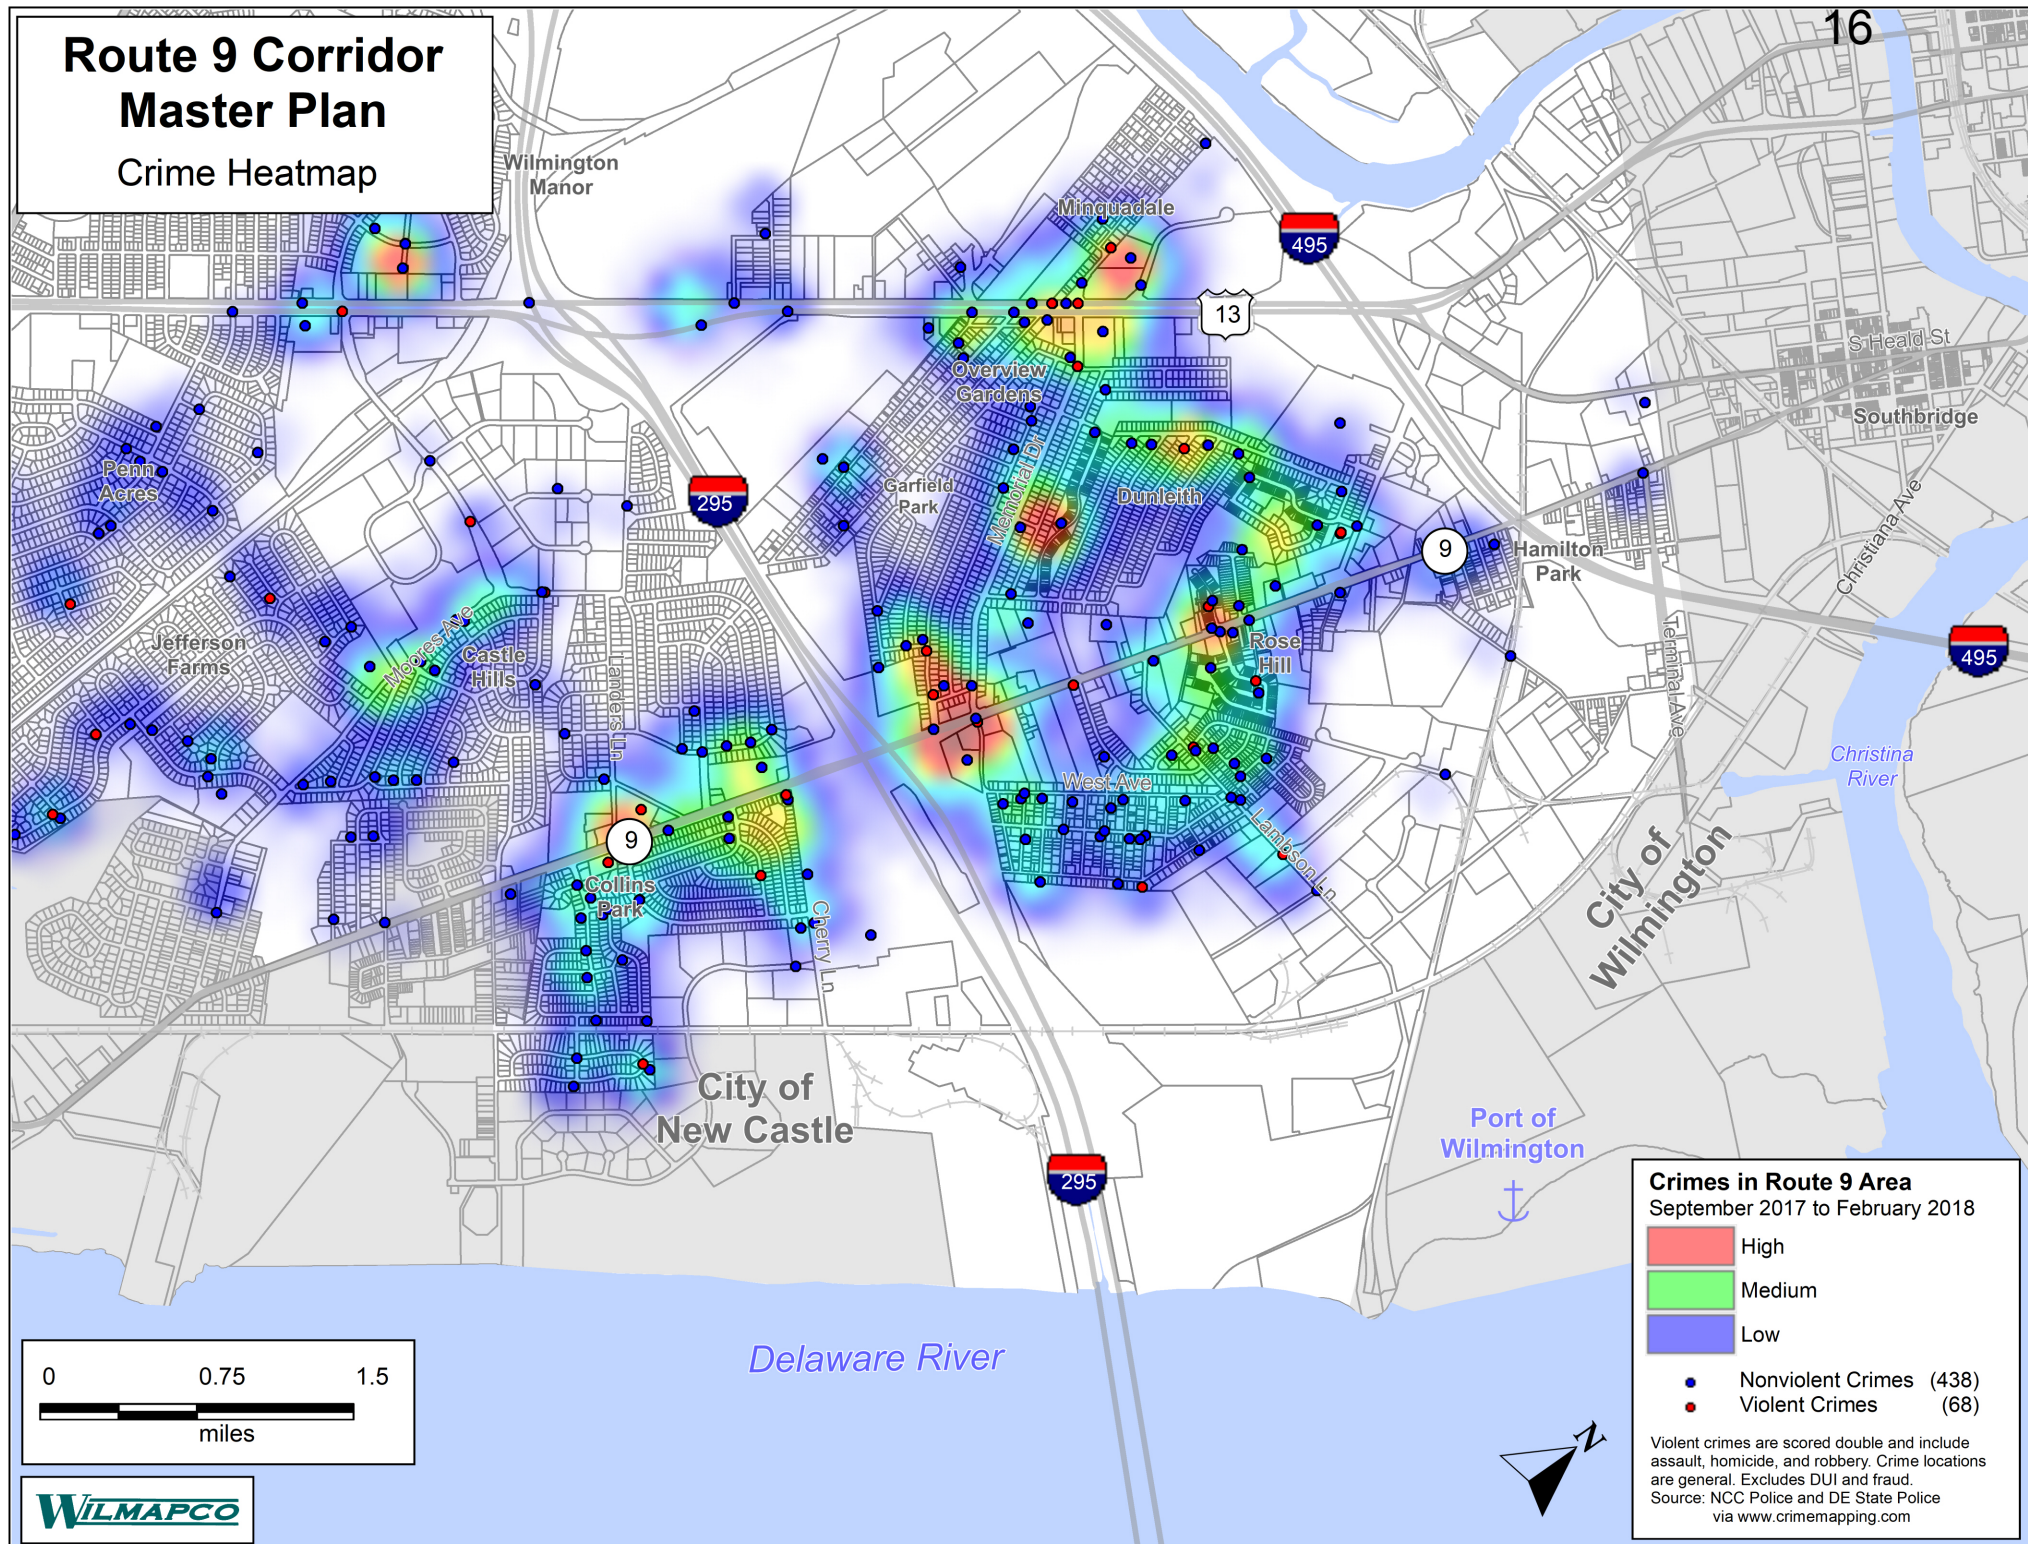 16
Route 9 Corridor
Master Plan
Crime Heatmap
Wilmington
Manor
Minquadale
495
13
S Heald St
Overview
Gardens
Southbridge
Penn
Acres
Garfield
Park
Memorial Dr
Dunleith
295
9
Hamilton
Park
Christiana Ave
Jefferson
Farms
Moores Ave
Castle
Hills
Landers Ln
Rose
Hill
Terminal Ave
495
Christina
River
West Ave
Lambson Ln
9
Collins
Park
Cherry Ln
City of
Wilmington
City of
New Castle
Port of
Wilmington
295
Delaware River
Crimes in Route 9 Area
September 2017 to February 2018
High
Medium
Low
Nonviolent Crimes (438)
Violent Crimes (68)
Violent crimes are scored double and include
assault, homicide, and robbery. Crime locations
are general. Excludes DUI and fraud.
Source: NCC Police and DE State Police
via www.crimemapping.com
N
0 0.75 1.5
miles
WILMAPCO